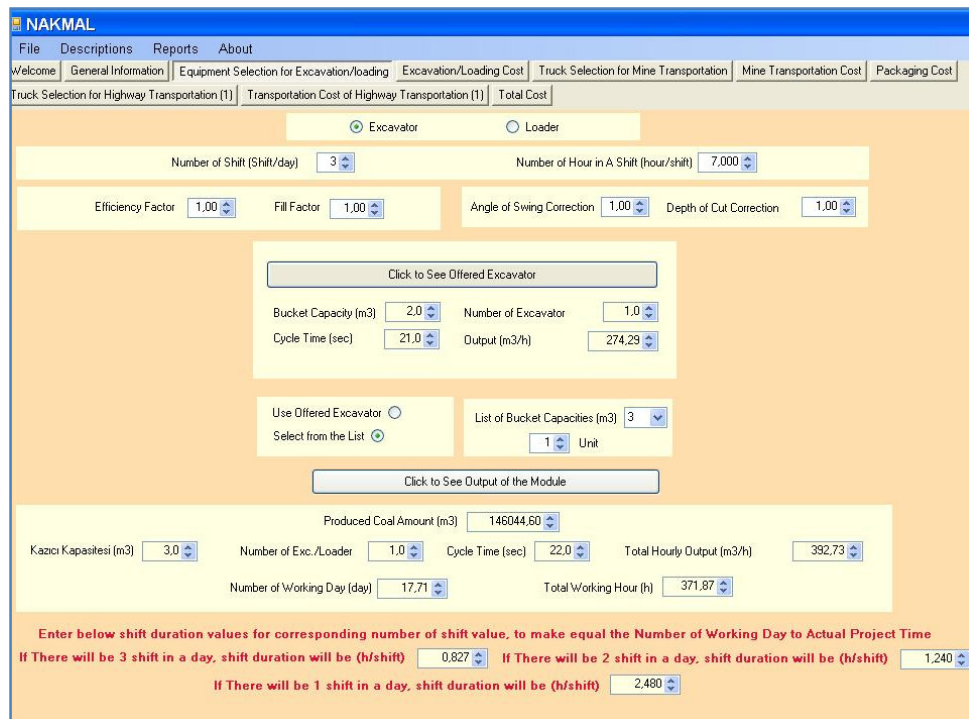 NAKMAL
File Descriptions Reports About
Welcome General Information Equipment Selection for Excavation/loading Excavation/Loading Cost Truck Selection for Mine Transportation Mine Transportation Cost Packaging Cost
Truck Selection for Highway Transportation (1) Transportation Cost of Highway Transportation (1) Total Cost
Excavator Loader
Number of Shift (Shift/day) 3 Number of Hour in A Shift (hour/shift) 7,000
Efficiency Factor 1,00 Fill Factor 1,00 Angle of Swing Correction 1,00 Depth of Cut Correction 1,00
Click to See Offered Excavator
Bucket Capacity (m3) 2,0 Number of Excavator 1,0
Cycle Time (sec) 21,0 Output (m3/h) 274,29
Use Offered Excavator List of Bucket Capacities (m3) 3
Select from the List 1 Unit
Click to See Output of the Module
Produced Coal Amount (m3) 146044,60
Kazıcı Kapasitesi (m3) 3,0 Number of Exc./Loader 1,0 Cycle Time (sec) 22,0 Total Hourly Output (m3/h) 392,73
Number of Working Day (day) 17,71 Total Working Hour (h) 371,87
Enter below shift duration values for corresponding number of shift value, to make equal the Number of Working Day to Actual Project Time
If There will be 3 shift in a day, shift duration will be (h/shift) 0,827 If There will be 2 shift in a day, shift duration will be (h/shift) 1,240
If There will be 1 shift in a day, shift duration will be (h/shift) 2,480